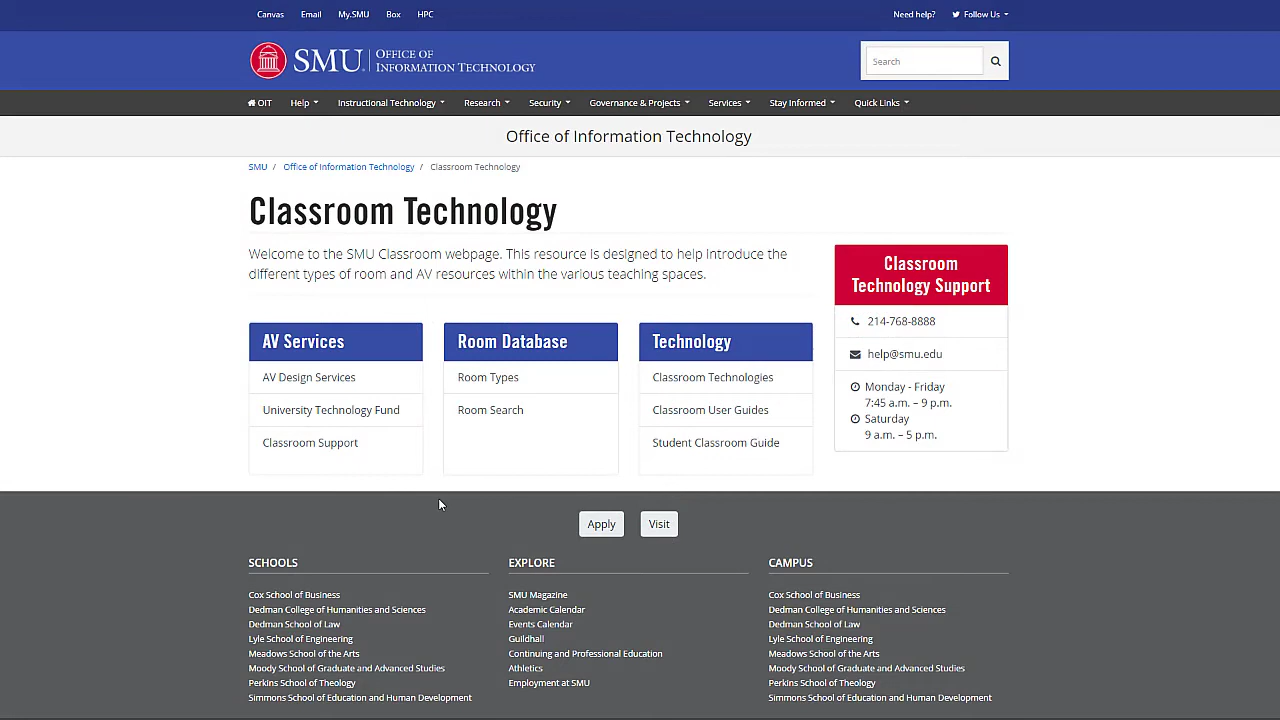 Canvas Email My.SMU Box HPC Need help? Follow Us
SMU. OFFICE OF
INFORMATION TECHNOLOGY
Search
OIT Help Instructional Technology Research Security Governance & Projects Services Stay Informed Quick Links
Office of Information Technology
SMU / Office of Information Technology / Classroom Technology
Classroom Technology
Welcome to the SMU Classroom webpage. This resource is designed to help introduce the
different types of room and AV resources within the various teaching spaces.
AV Services
AV Design Services
University Technology Fund
Classroom Support
Room Database
Room Types
Room Search
Technology
Classroom Technologies
Classroom User Guides
Student Classroom Guide
Classroom
Technology Support
214-768-8888
help@smu.edu
Monday - Friday
7:45 a.m. – 9 p.m.
Saturday
9 a.m. – 5 p.m.
Apply Visit
SCHOOLS
Cox School of Business
Dedman College of Humanities and Sciences
Dedman School of Law
Lyle School of Engineering
Meadows School of the Arts
Moody School of Graduate and Advanced Studies
Perkins School of Theology
Simmons School of Education and Human Development
EXPLORE
SMU Magazine
Academic Calendar
Events Calendar
Guildhall
Continuing and Professional Education
Athletics
Employment at SMU
CAMPUS
Cox School of Business
Dedman College of Humanities and Sciences
Dedman School of Law
Lyle School of Engineering
Meadows School of the Arts
Moody School of Graduate and Advanced Studies
Perkins School of Theology
Simmons School of Education and Human Development